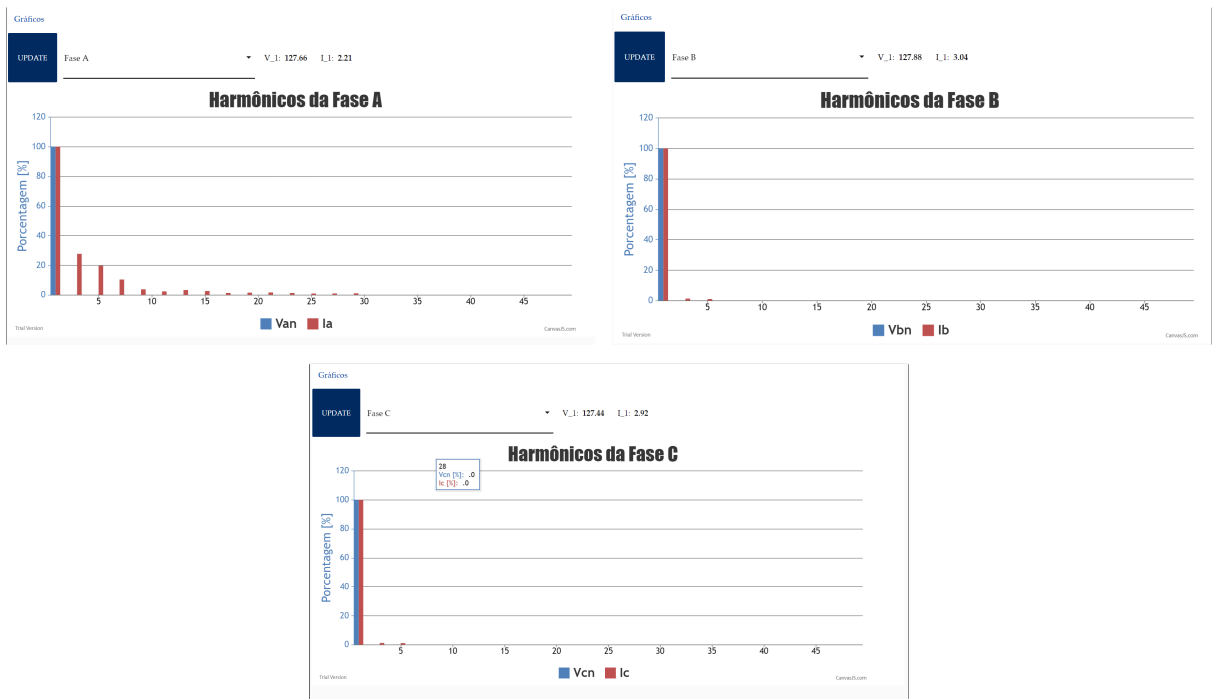 Gráficos
UPDATE Fase A V_1: 127.66 I_1: 2.21
Harmônicos da Fase A
Porcentagem [%]
120
100
80
60
40
20
0
5 10 15 20 25 30 35 40 45
Van Ia
Trial Version CanvasJS.com
Gráficos
UPDATE Fase B V_1: 127.88 I_1: 3.04
Harmônicos da Fase B
Porcentagem [%]
120
100
80
60
40
20
0
5 10 15 20 25 30 35 40 45
Vbn Ib
Trial Version CanvasJS.com
Gráficos
UPDATE Fase C V_1: 127.44 I_1: 2.92
Harmônicos da Fase C
28
Vcn [%]: .0
Ic [%]: .0
Porcentagem [%]
120
100
80
60
40
20
0
5 10 15 20 25 30 35 40 45
Vcn Ic
Trial Version CanvasJS.com